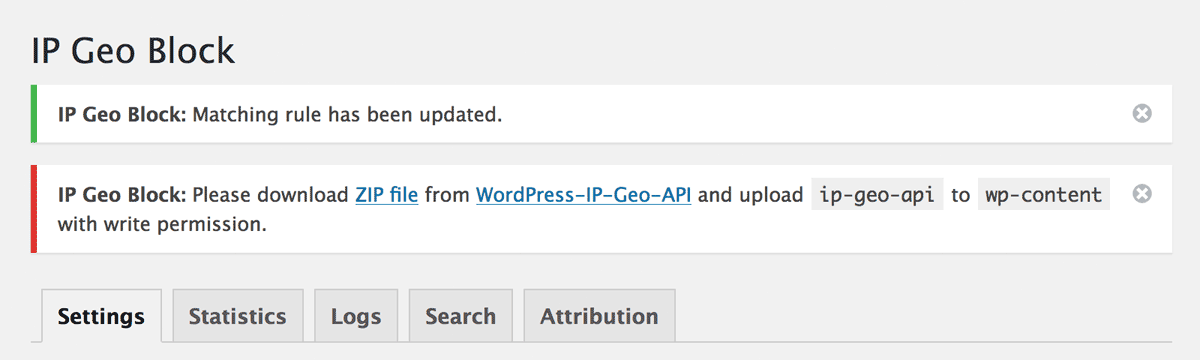 IP Geo Block
IP Geo Block: Matching rule has been updated.
IP Geo Block: Please download ZIP file from WordPress-IP-Geo-API and upload ip-geo-api to wp-content
with write permission.
Settings Statistics Logs Search Attribution